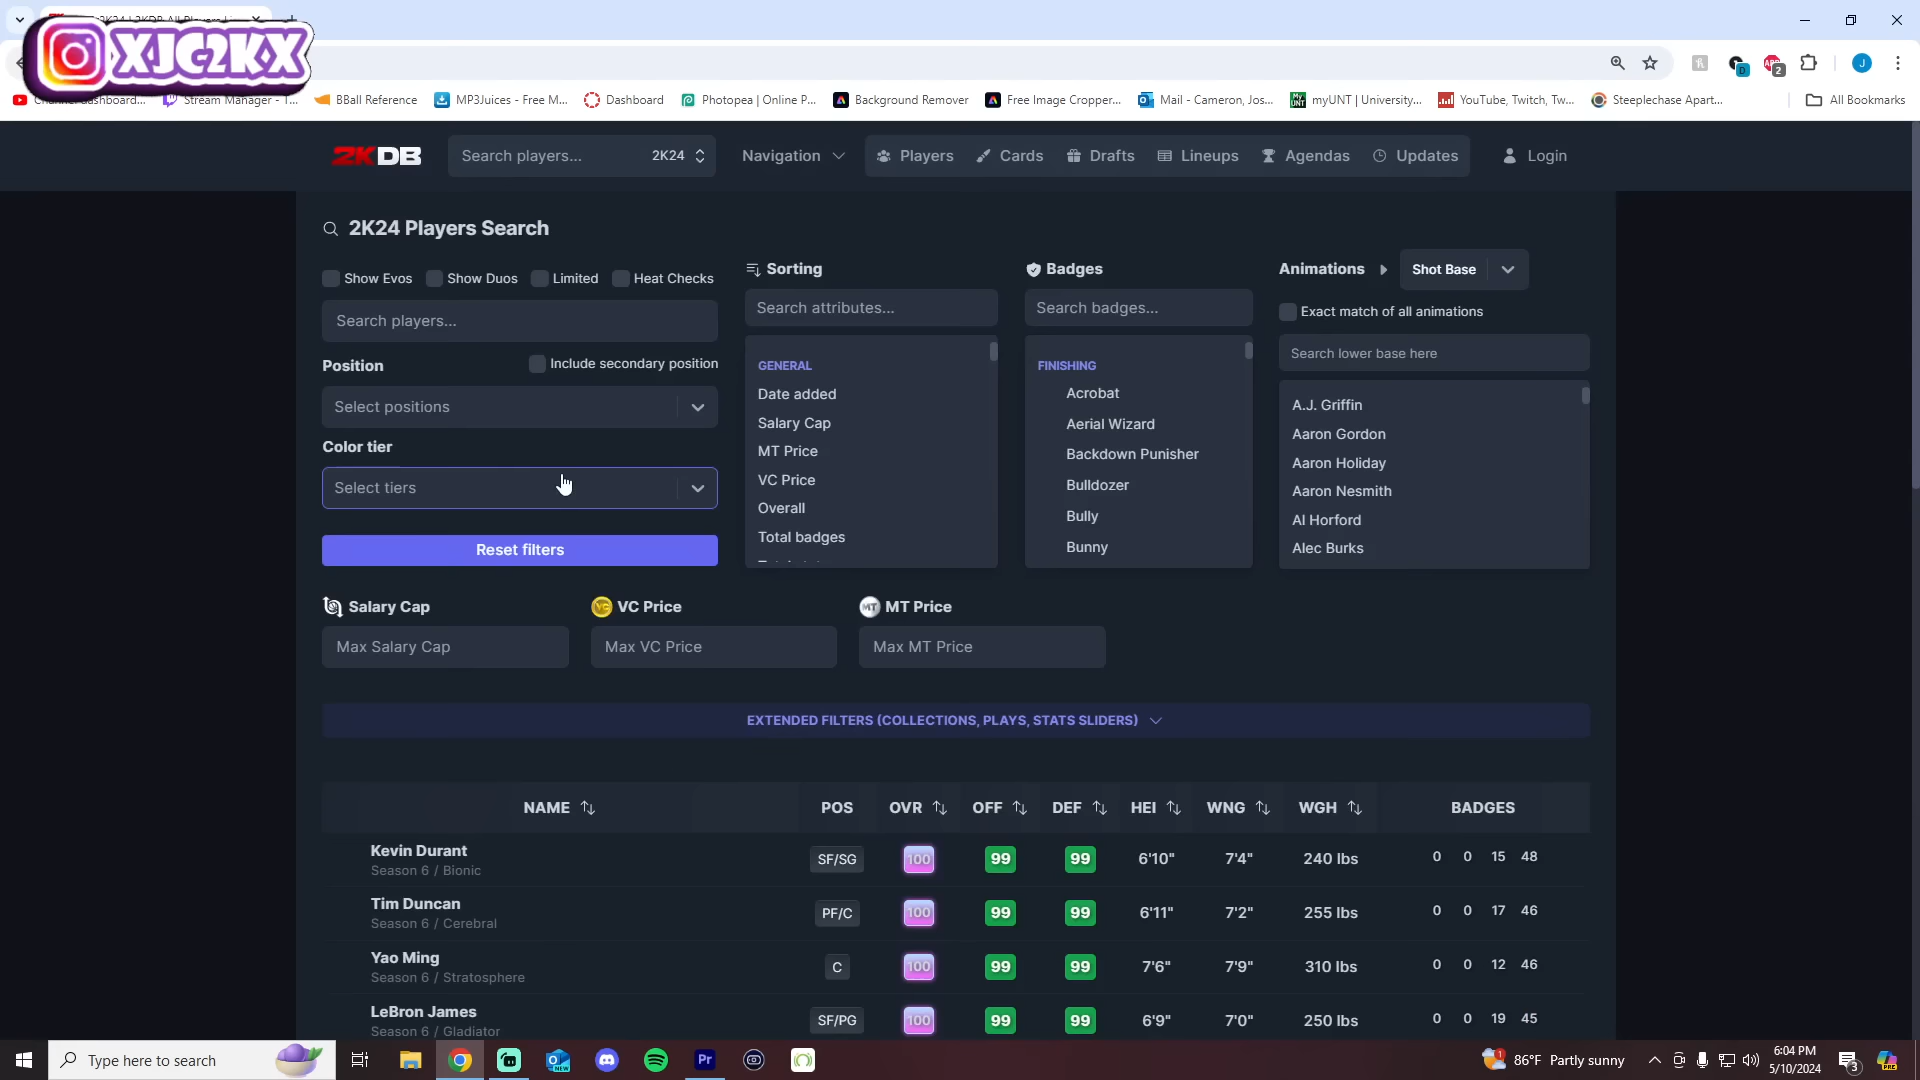 XJC2KX
Channel dashboard...
Stream Manager - T...
BBall Reference
MP3Juices - Free M...
Dashboard
Photopea | Online P...
Background Remover
Free Image Cropper...
Mail - Cameron, Jos...
myUNT | University...
YouTube, Twitch, Tw...
Steeplechase Apart...
All Bookmarks
2KDB
Search players...
2K24
Navigation
Players
Cards
Drafts
Lineups
Agendas
Updates
Login
2K24 Players Search
Show Evos
Show Duos
Limited
Heat Checks
Search players...
Position
Include secondary position
Select positions
Color tier
Select tiers
Reset filters
Sorting
Search attributes...
GENERAL
Date added
Salary Cap
MT Price
VC Price
Overall
Total badges
Badges
Search badges...
FINISHING
Acrobat
Aerial Wizard
Backdown Punisher
Bulldozer
Bully
Bunny
Animations
Shot Base
Exact match of all animations
Search lower base here
A.J. Griffin
Aaron Gordon
Aaron Holiday
Aaron Nesmith
Al Horford
Alec Burks
Salary Cap
VC VC Price
MT MT Price
Max Salary Cap
Max VC Price
Max MT Price
EXTENDED FILTERS (COLLECTIONS, PLAYS, STATS SLIDERS)
NAME POS OVR OFF DEF HEI WNG WGH BADGES
Kevin Durant SF/SG 100 99 99 6'10" 7'4" 240 lbs 0 0 15 48
Season 6 / Bionic
Tim Duncan PF/C 100 99 99 6'11" 7'2" 255 lbs 0 0 17 46
Season 6 / Cerebral
Yao Ming C 100 99 99 7'6" 7'9" 310 lbs 0 0 12 46
Season 6 / Stratosphere
LeBron James SF/PG 100 99 99 6'9" 7'0" 250 lbs 0 0 19 45
Season 6 / Gladiator
Type here to search
86°F Partly sunny
6:04 PM
5/10/2024